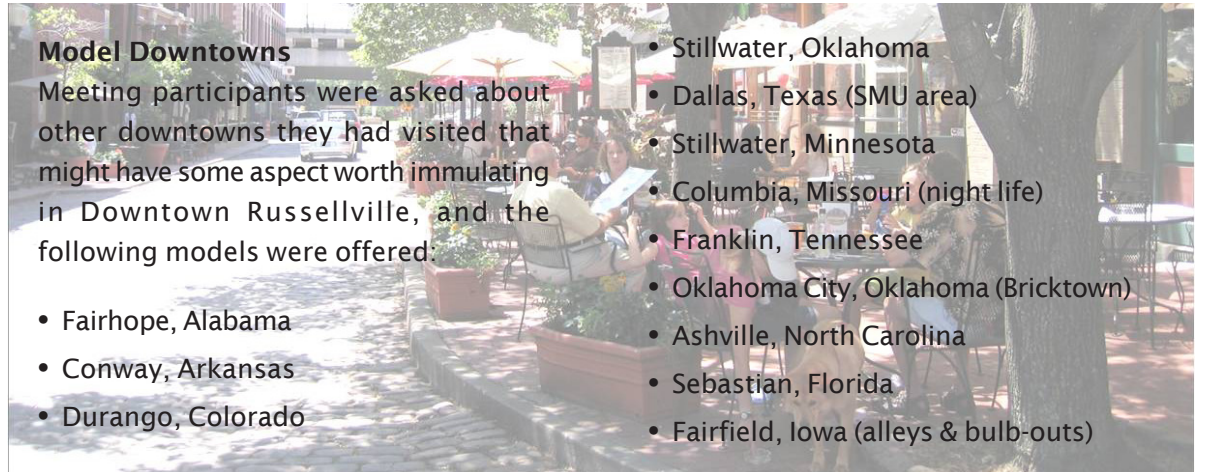 Model Downtowns
Meeting participants were asked about
other downtowns they had visited that
might have some aspect worth immulating
in Downtown Russellville, and the
following models were offered:
• Fairhope, Alabama
• Conway, Arkansas
• Durango, Colorado
• Stillwater, Oklahoma
• Dallas, Texas (SMU area)
• Stillwater, Minnesota
• Columbia, Missouri (night life)
• Franklin, Tennessee
• Oklahoma City, Oklahoma (Bricktown)
• Ashville, North Carolina
• Sebastian, Florida
• Fairfield, Iowa (alleys & bulb-outs)